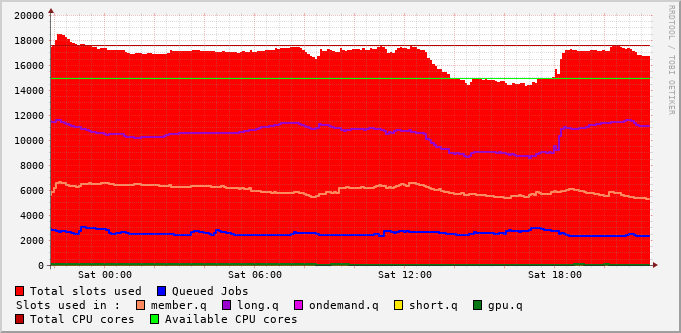 RRDTOOL / TOBI OETIKER
20000
18000
16000
14000
12000
10000
8000
6000
4000
2000
0
Sat 00:00 Sat 06:00 Sat 12:00 Sat 18:00
Total slots used Queued Jobs
Slots used in : member.q long.q ondemand.q short.q gpu.q
Total CPU cores Available CPU cores